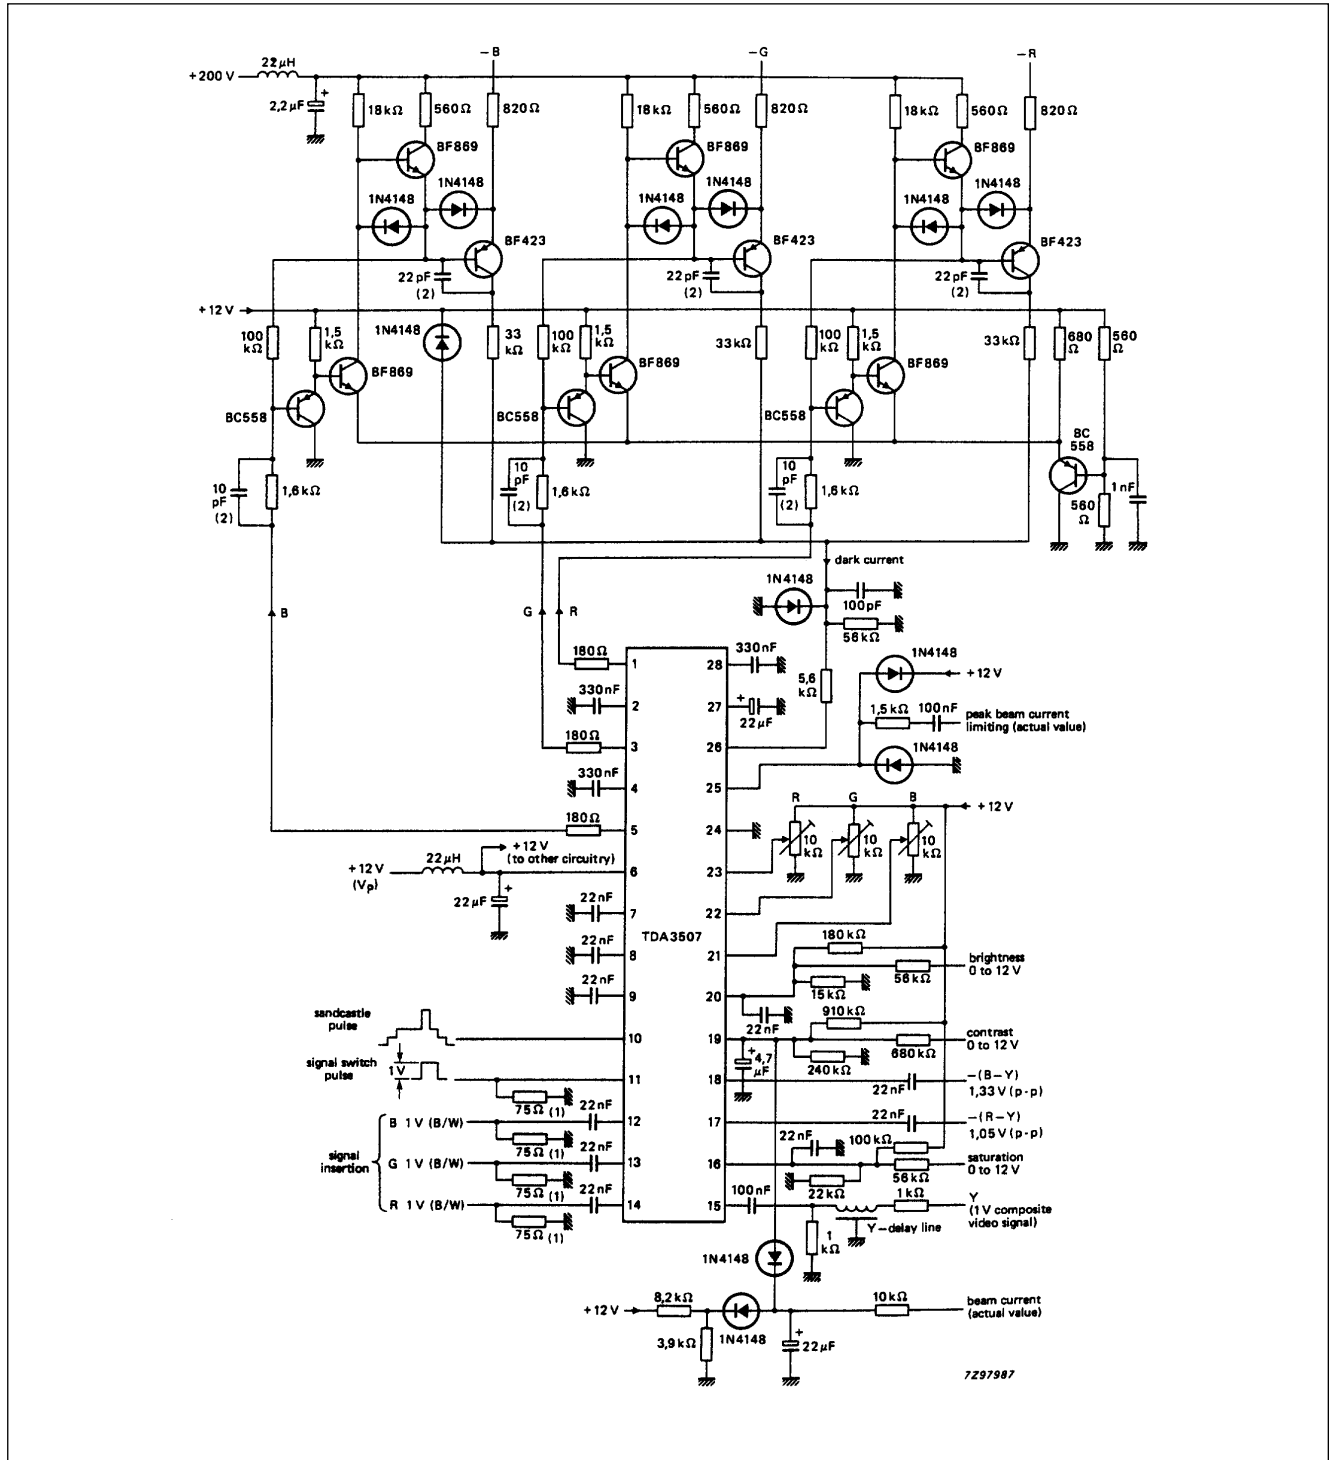 –B
–G
–R
22 µH
+200 V
2,2 µF
+
18 kΩ
560 Ω
820 Ω
18 kΩ
560 Ω
820 Ω
18 kΩ
560 Ω
820 Ω
BF869
BF869
BF869
1N4148
1N4148
1N4148
1N4148
1N4148
1N4148
BF423
BF423
BF423
22 pF
(2)
22 pF
(2)
22 pF
(2)
+12 V
100 kΩ
1,5 kΩ
1N4148
33 kΩ
100 kΩ
1,5 kΩ
33 kΩ
100 kΩ
1,5 kΩ
33 kΩ
680 Ω
560 Ω
BF869
BF869
BF869
BC558
BC558
BC558
BC 558
10 pF
(2)
1,6 kΩ
10 pF
(2)
1,6 kΩ
10 pF
(2)
1,6 kΩ
560 Ω
1 nF
dark current
1N4148
100 pF
56 kΩ
B
G
R
180 Ω
1
28
330 nF
5,6 kΩ
1N4148
+12 V
330 nF
2
27
+
22 µF
1,5 kΩ
100 nF
peak beam current
limiting (actual value)
180 Ω
3
26
1N4148
330 nF
4
25
R
G
B
+12 V
180 Ω
5
24
10 kΩ
10 kΩ
10 kΩ
+12 V
(to other circuitry)
22 µH
+12 V
(Vp)
6
23
22 µF
+
22 nF
7
22
TDA3507
180 kΩ
22 nF
8
21
brightness
0 to 12 V
56 kΩ
22 nF
9
20
15 kΩ
22 nF
910 kΩ
sandcastle
pulse
10
19
contrast
0 to 12 V
680 kΩ
+
4,7 µF
240 kΩ
signal switch
pulse
1 V
11
18
22 nF
–(B–Y)
1,33 V (p-p)
75 Ω (1)
22 nF
B 1 V (B/W)
12
17
22 nF
–(R–Y)
1,05 V (p-p)
75 Ω (1)
22 nF
22 nF
100 kΩ
signal
insertion
G 1 V (B/W)
13
16
saturation
0 to 12 V
56 kΩ
75 Ω (1)
22 nF
22 kΩ
100 nF
1 kΩ
R 1 V (B/W)
14
15
Y
(1 V composite
video signal)
75 Ω (1)
1 kΩ
Y–delay line
1N4148
+12 V
8,2 kΩ
1N4148
10 kΩ
beam current
(actual value)
3,9 kΩ
+
22 µF
7Z97987